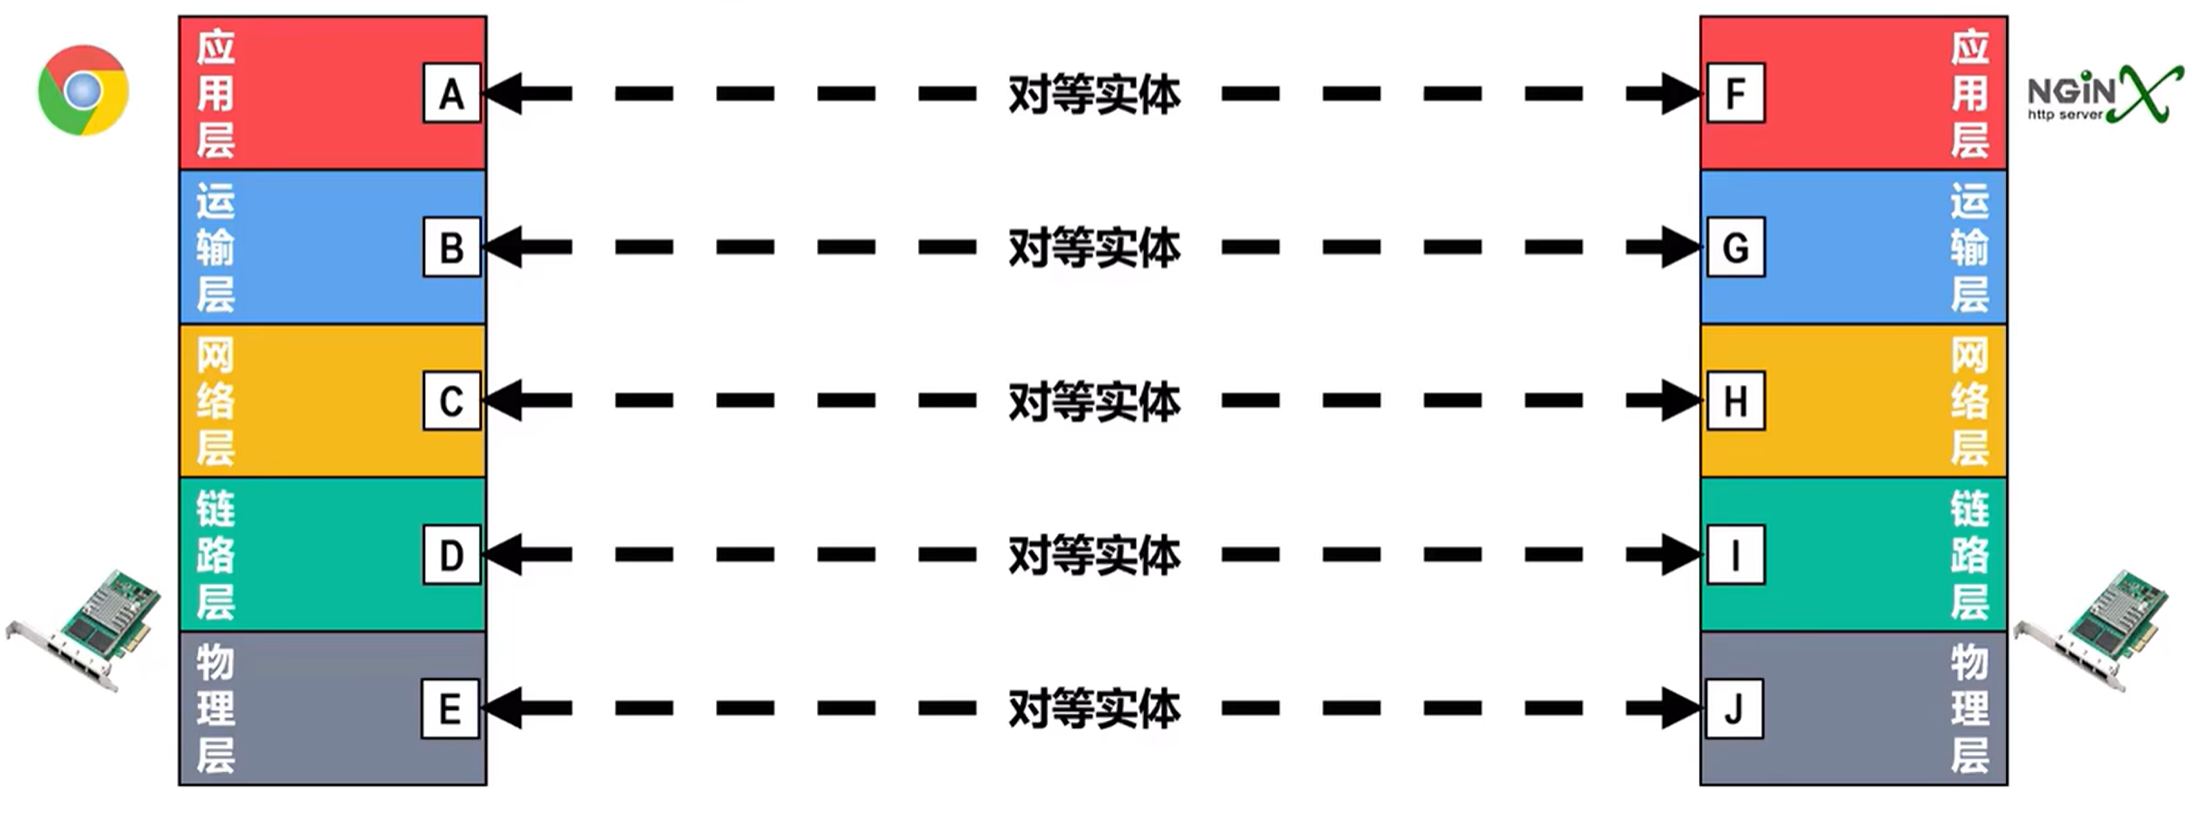 应用层 A 对等实体 F 应用层
NGiNX
http server
运输层 B 对等实体 G 运输层
网络层 C 对等实体 H 网络层
链路层 D 对等实体 I 链路层
物理层 E 对等实体 J 物理层